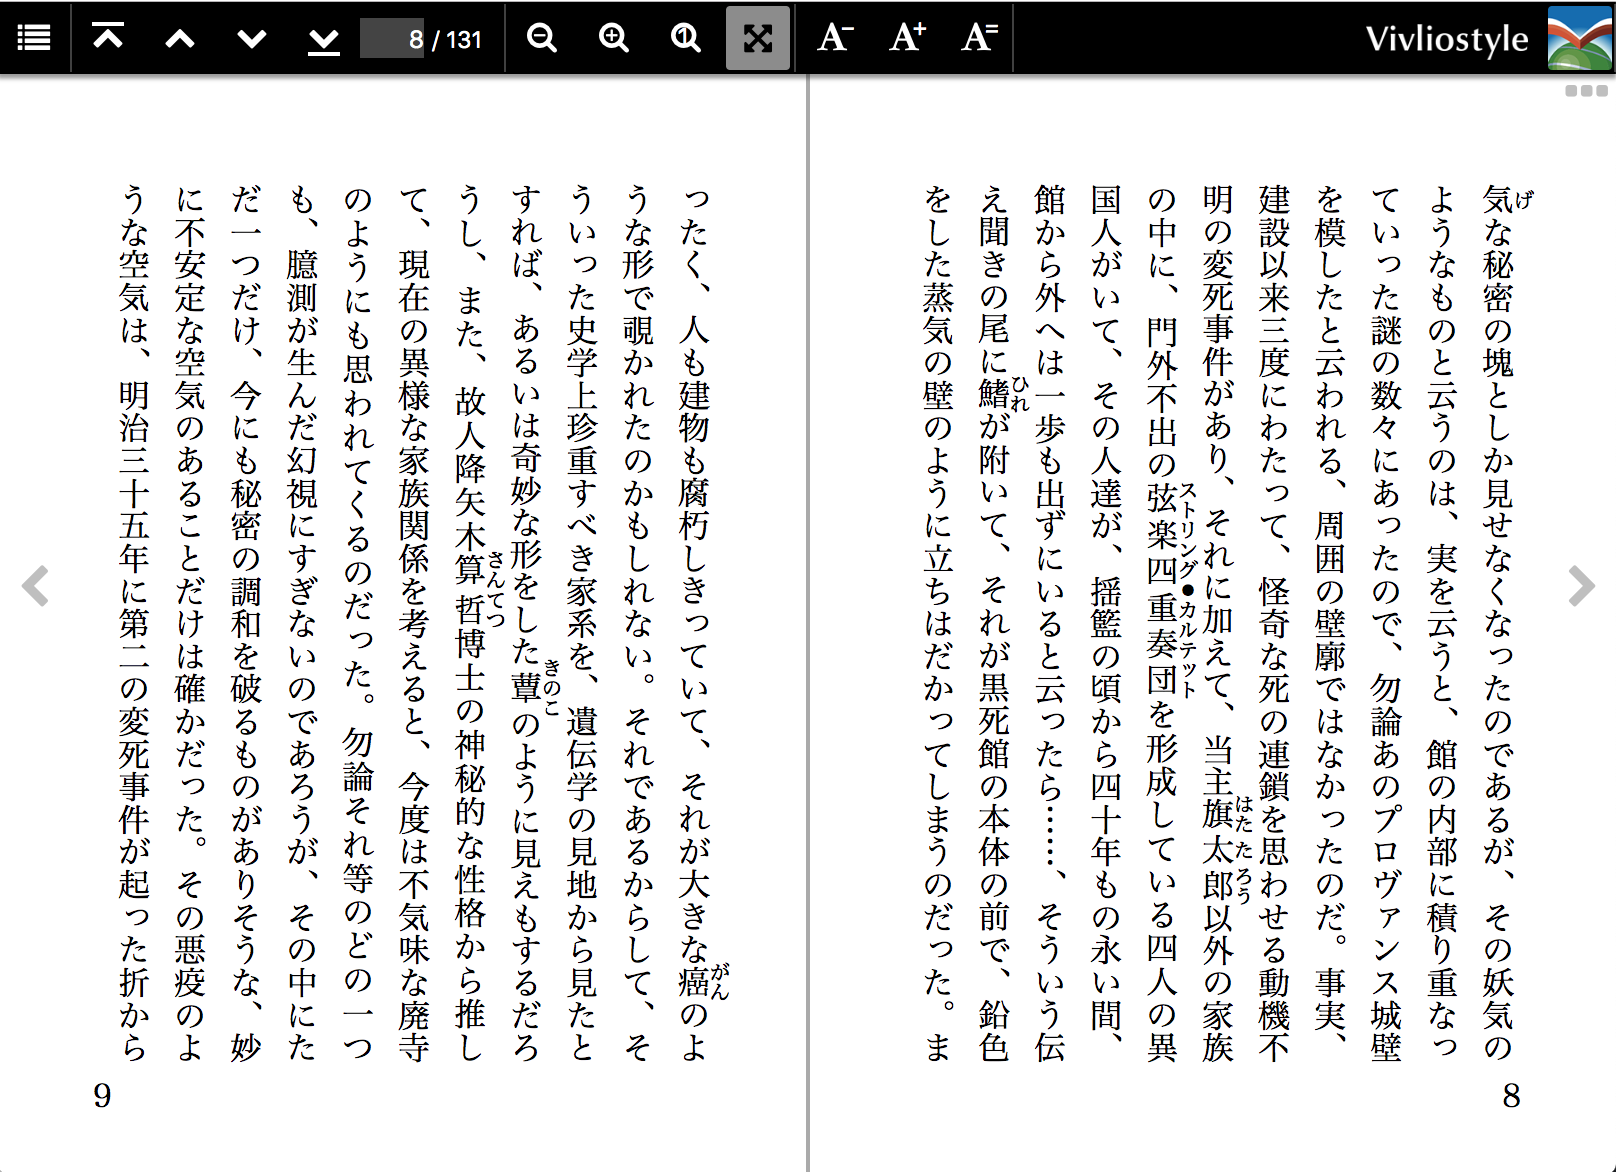 8 / 131
A−
A+
A=
Vivliostyle
気な秘密の塊としか見せなくなったのであるが、その妖気の
げ
ようなものと云うのは、実を云うと、館の内部に積り重なっ
ていった謎の数々にあったので、勿論あのプロヴァンス城壁
を模したと云われる、周囲の壁廓ではなかったのだ。事実、
建設以来三度にわたって、怪奇な死の連鎖を思わせる動機不
明の変死事件があり、それに加えて、当主旗太郎以外の家族
はたたろう
の中に、門外不出の弦楽四重奏団を形成している四人の異
ストリング・カルテット
国人がいて、その人達が、揺籃の頃から四十年もの永い間、
館から外へは一歩も出ずにいると云ったら……、そういう伝
え聞きの尾に鰭が附いて、それが黒死館の本体の前で、鉛色
ひれ
をした蒸気の壁のように立ちはだかってしまうのだった。ま
8
ったく、人も建物も腐朽しきっていて、それが大きな癌のよ
がん
うな形で覗かれたのかもしれない。それであるからして、そ
ういった史学上珍重すべき家系を、遺伝学の見地から見たと
すれば、あるいは奇妙な形をした蕈のように見えもするだろ
きのこ
うし、また、故人降矢木算哲博士の神秘的な性格から推し
さんてつ
て、現在の異様な家族関係を考えると、今度は不気味な廃寺
のようにも思われてくるのだった。勿論それ等のどの一つ
も、臆測が生んだ幻視にすぎないのであろうが、その中にた
だ一つだけ、今にも秘密の調和を破るものがありそうな、妙
に不安定な空気のあることだけは確かだった。その悪疫のよ
うな空気は、明治三十五年に第二の変死事件が起った折から
9